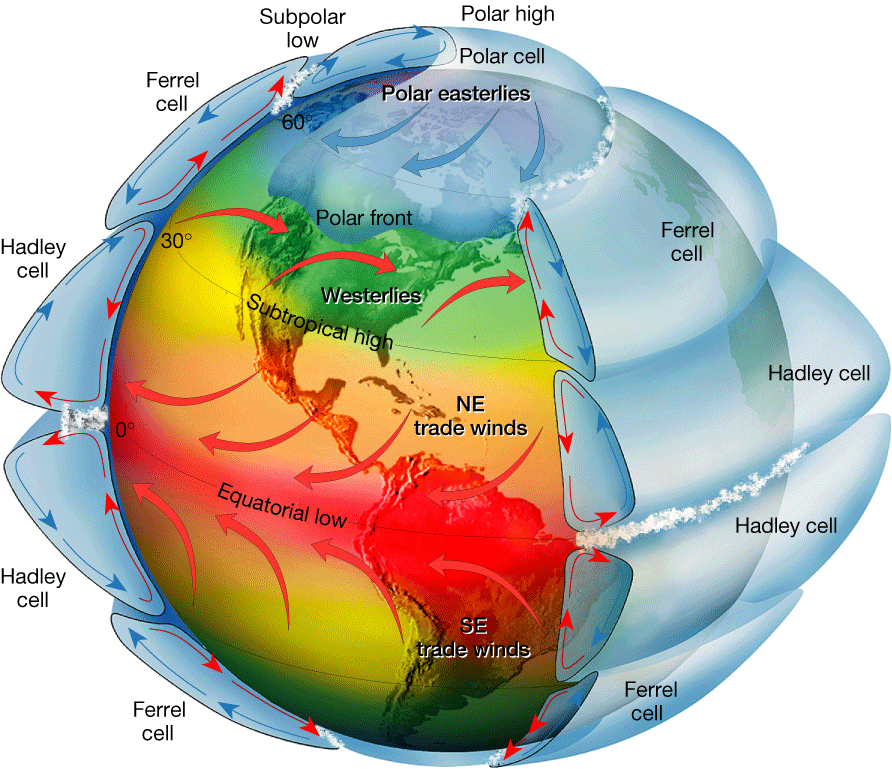 Polar high
Subpolar
low
Polar cell
Ferrel
cell
Polar easterlies
60°
Polar front
Ferrel
cell
Hadley
cell
30°
Westerlies
Subtropical high
Hadley cell
NE
trade winds
0°
Equatorial low
Hadley cell
Hadley
cell
SE
trade winds
Ferrel
cell
Ferrel
cell